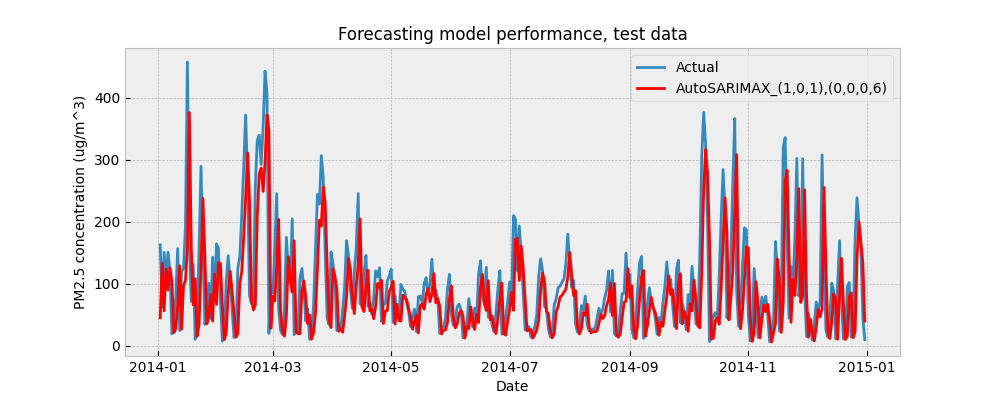 Forecasting model performance, test data
Actual
AutoSARIMAX_(1,0,1),(0,0,0,6)
PM2.5 concentration (ug/m^3)
400
300
200
100
0
2014-01
2014-03
2014-05
2014-07
2014-09
2014-11
2015-01
Date